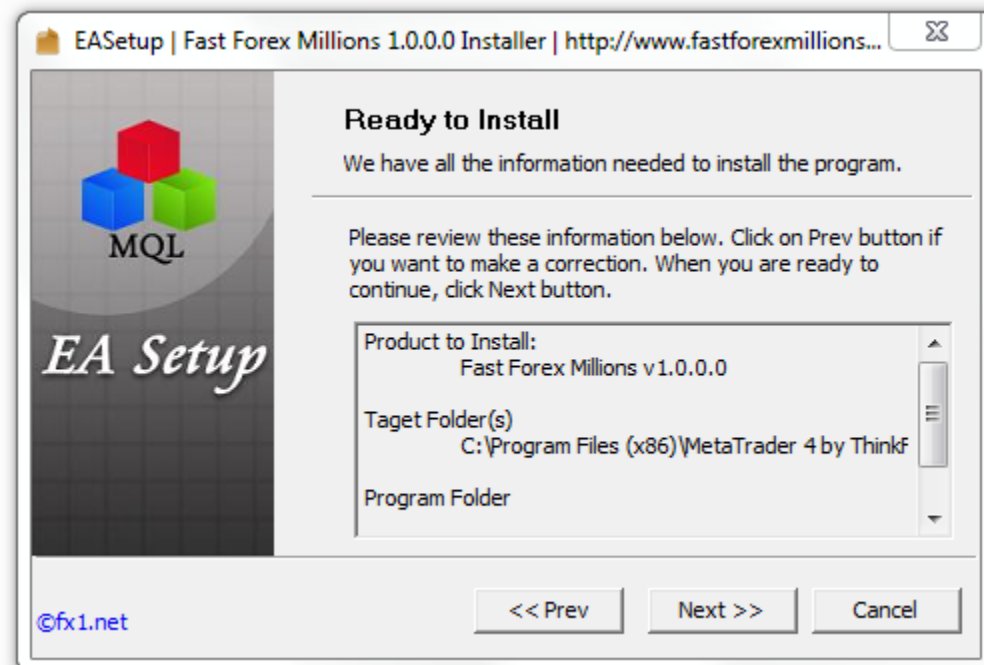 EASetup | Fast Forex Millions 1.0.0.0 Installer | http://www.fastforexmillions...
MQL
EA Setup
Ready to Install
We have all the information needed to install the program.
Please review these information below. Click on Prev button if
you want to make a correction. When you are ready to
continue, click Next button.
Product to Install:
Fast Forex Millions v1.0.0.0
Taget Folder(s)
C:\Program Files (x86)\MetaTrader 4 by ThinkF
Program Folder
©fx1.net
<< Prev
Next >>
Cancel